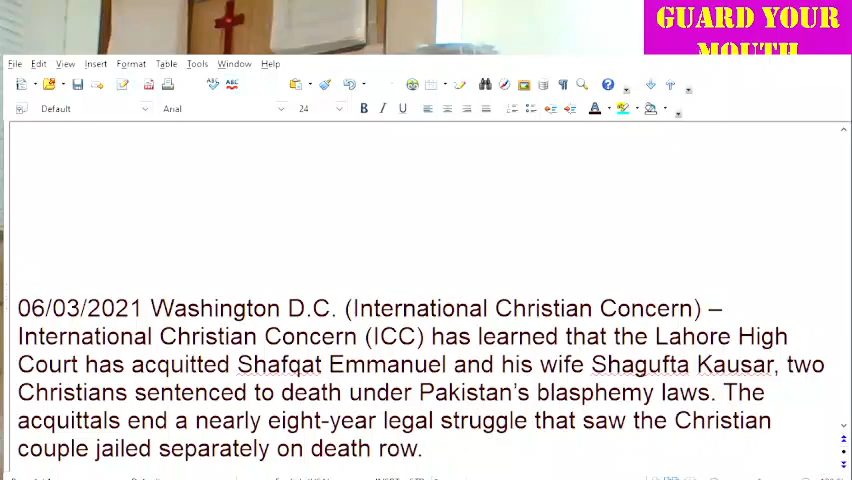 GUARD YOUR
MOUTH
File Edit View Insert Format Table Tools Window Help
Default Arial 24 B I U
06/03/2021 Washington D.C. (International Christian Concern) –
International Christian Concern (ICC) has learned that the Lahore High
Court has acquitted Shafqat Emmanuel and his wife Shagufta Kausar, two
Christians sentenced to death under Pakistan’s blasphemy laws. The
acquittals end a nearly eight-year legal struggle that saw the Christian
couple jailed separately on death row.